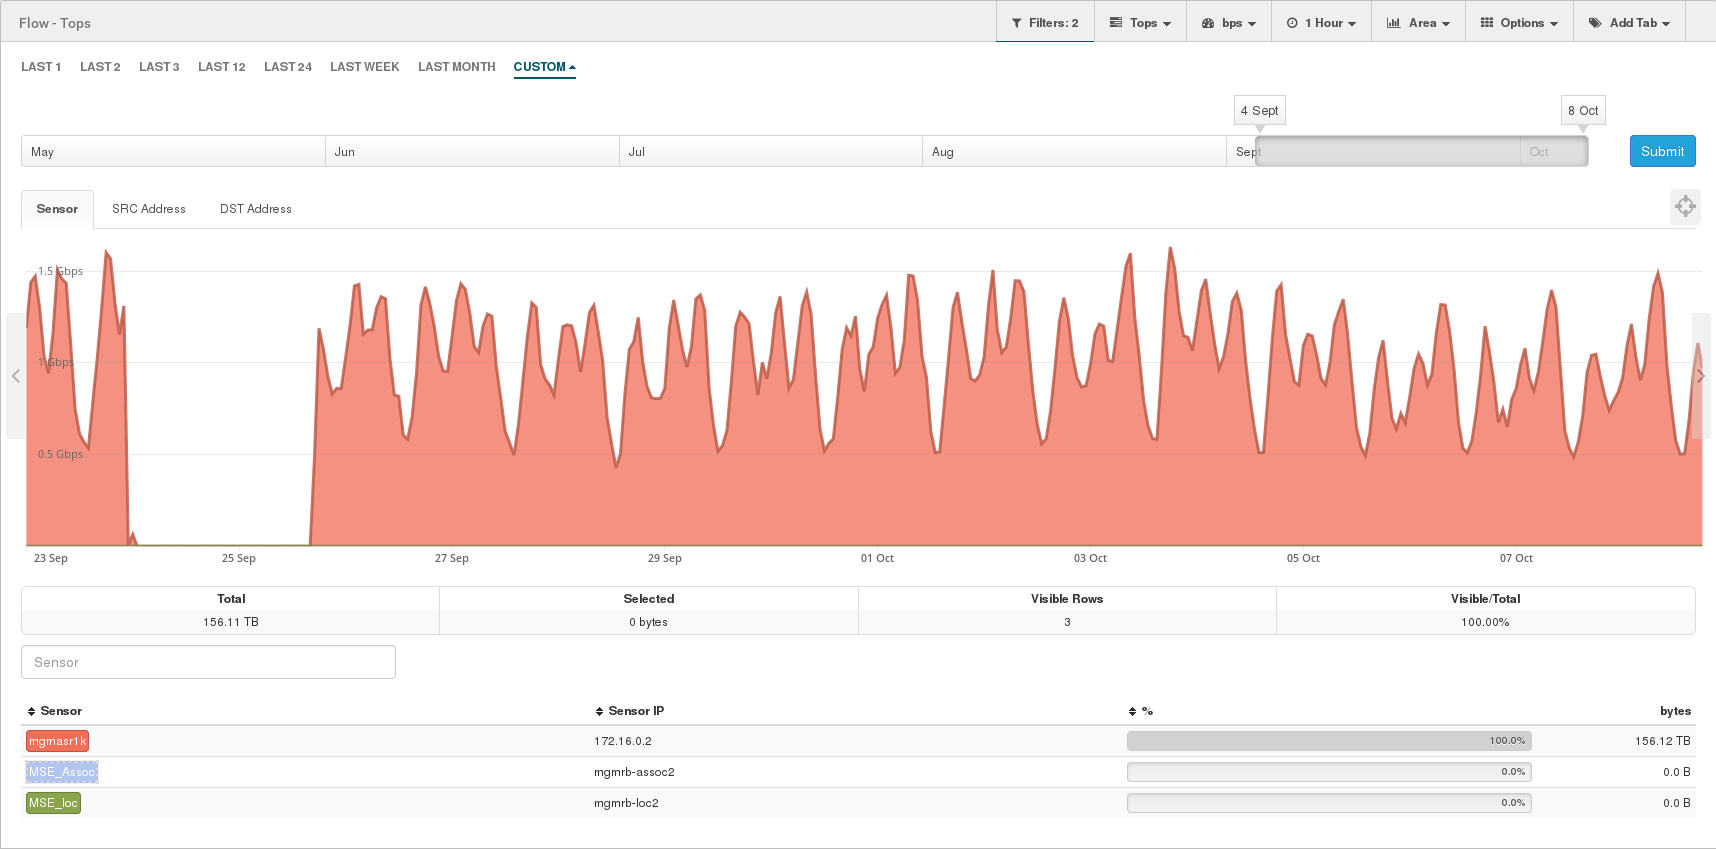 Flow - Tops
Filters: 2
Tops
bps
1 Hour
Area
Options
Add Tab
LAST 1 LAST 2 LAST 3 LAST 12 LAST 24 LAST WEEK LAST MONTH CUSTOM
4 Sept 8 Oct
May Jun Jul Aug Sept Oct
Submit
Sensor SRC Address DST Address
1.5 Gbps
1 Gbps
0.5 Gbps
23 Sep 25 Sep 27 Sep 29 Sep 01 Oct 03 Oct 05 Oct 07 Oct
Total Selected Visible Rows Visible/Total
156.11 TB 0 bytes 3 100.00%
Sensor
Sensor Sensor IP % bytes
mgmasr1k 172.16.0.2 100.0% 156.12 TB
MSE_Assoc mgmrb-assoc2 0.0% 0.0 B
MSE_loc mgmrb-loc2 0.0% 0.0 B